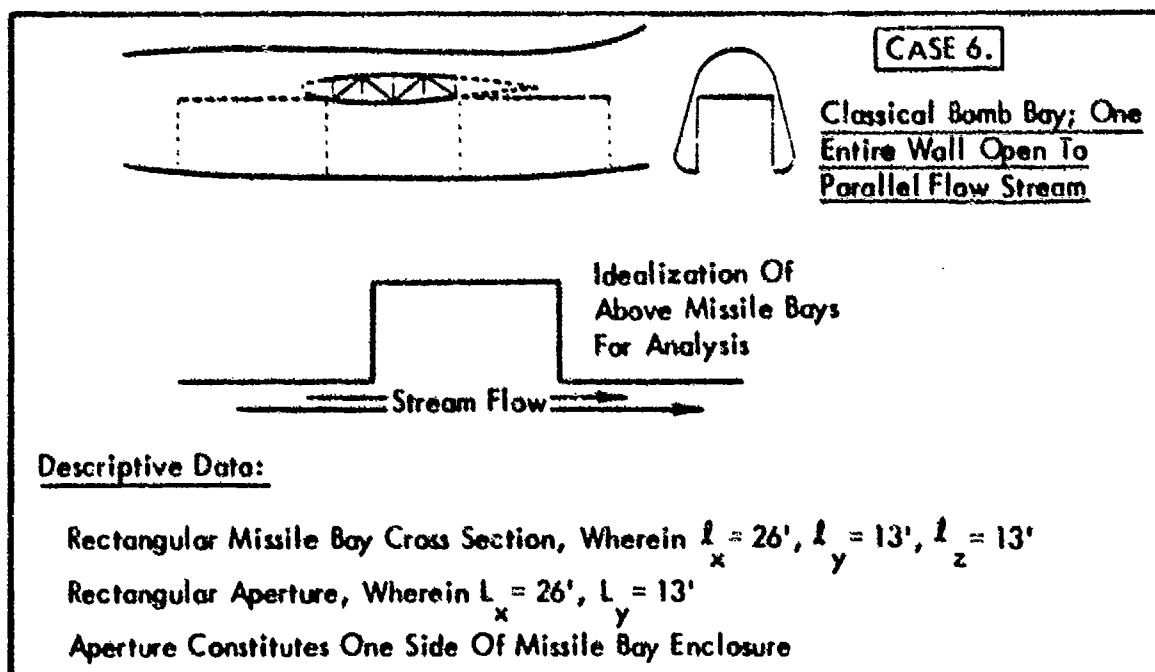 CASE 6.
Classical Bomb Bay; One
Entire Wall Open To
Parallel Flow Stream
Idealization Of
Above Missile Bays
For Analysis
Stream Flow
Descriptive Data:
Rectangular Missile Bay Cross Section, Wherein ℓx = 26', ℓy = 13', ℓz = 13'
Rectangular Aperture, Wherein Lx = 26', Ly = 13'
Aperture Constitutes One Side Of Missile Bay Enclosure